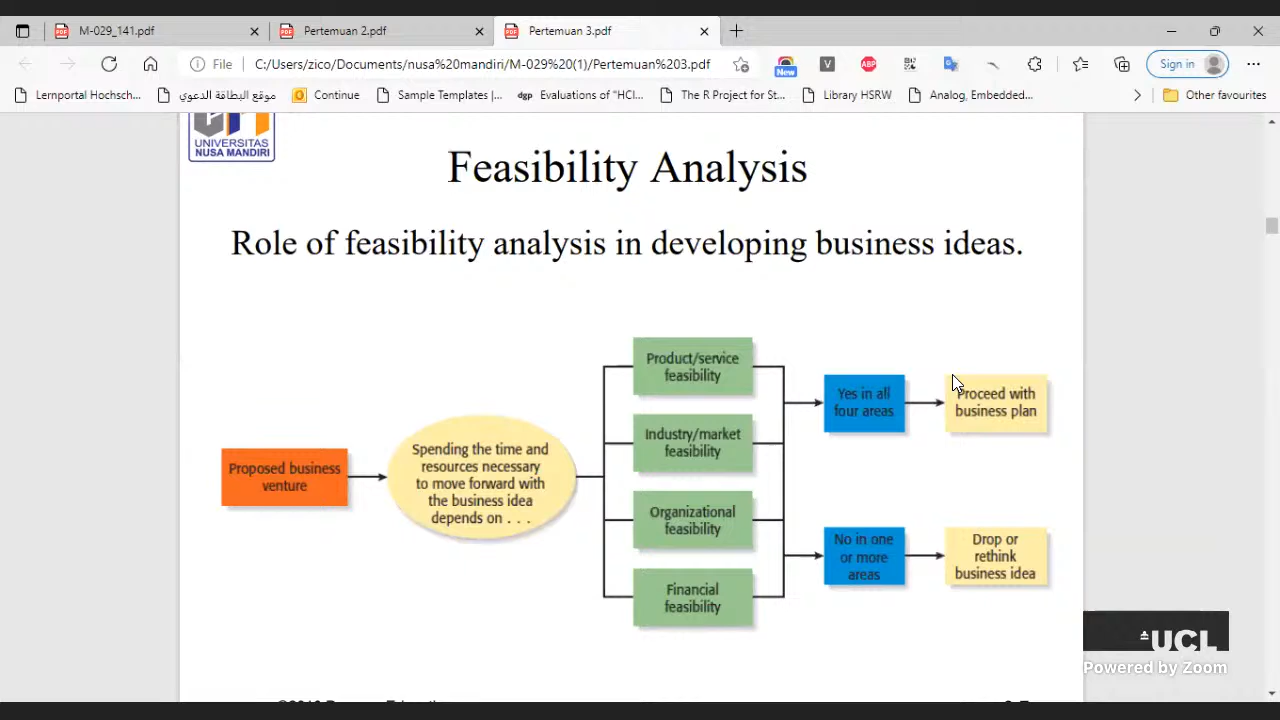 M-029_141.pdf
Pertemuan 2.pdf
Pertemuan 3.pdf
File
C:/Users/zico/Documents/nusa%20mandiri/M-029%20(1)/Pertemuan%203.pdf
New
V
ABP
Sign in
Lernportal Hochsch...
موقع البطاقة الدعوي
Continue
Sample Templates |...
dgp
Evaluations of "HCI...
The R Project for St...
Library HSRW
Analog, Embedded...
Other favourites
UNIVERSITAS
NUSA MANDIRI
Feasibility Analysis
Role of feasibility analysis in developing business ideas.
Proposed business
venture
Spending the time and
resources necessary
to move forward with
the business idea
depends on . . .
Product/service
feasibility
Industry/market
feasibility
Organizational
feasibility
Financial
feasibility
Yes in all
four areas
Proceed with
business plan
No in one
or more
areas
Drop or
rethink
business idea
UCL
Powered by Zoom